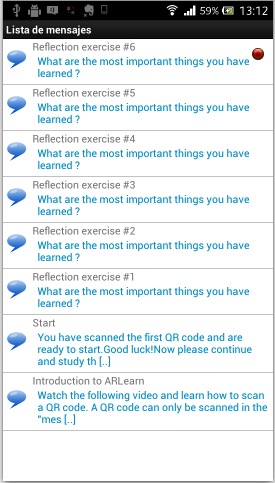 59% 13:12
Lista de mensajes
Reflection exercise #6
What are the most important things you have
learned ?
Reflection exercise #5
What are the most important things you have
learned ?
Reflection exercise #4
What are the most important things you have
learned ?
Reflection exercise #3
What are the most important things you have
learned ?
Reflection exercise #2
What are the most important things you have
learned ?
Reflection exercise #1
What are the most important things you have
learned ?
Start
You have scanned the first QR code and are
ready to start.Good luck!Now please continue
and study th [..]
Introduction to ARLearn
Watch the following video and learn how to scan
a QR code. A QR code can only be scanned in the
"mes [..]